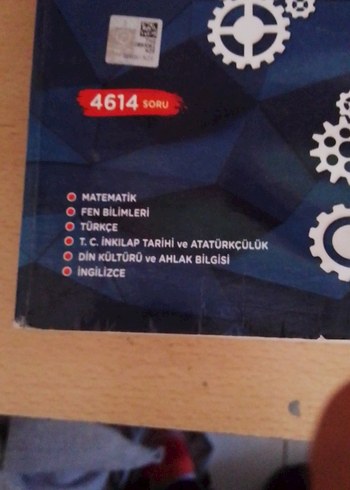 4614 SORU
MATEMATİK
FEN BİLİMLERİ
TÜRKÇE
T. C. İNKILAP TARİHİ ve ATATÜRKÇÜLÜK
DİN KÜLTÜRÜ ve AHLAK BİLGİSİ
İNGİLİZCE